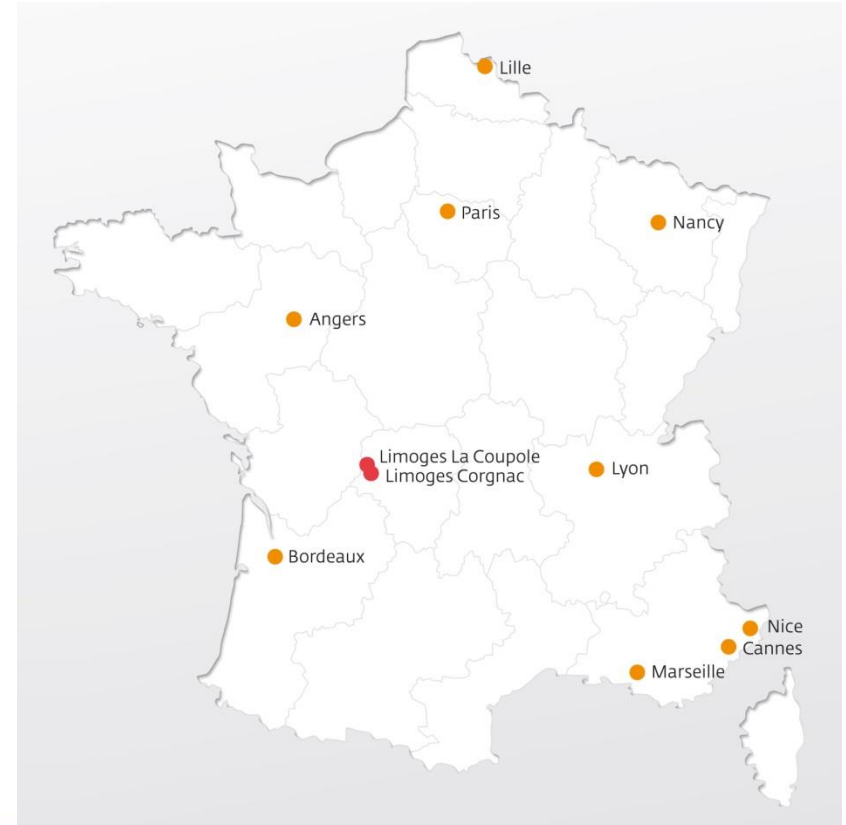 Lille
Paris
Nancy
Angers
Limoges La Coupole
Limoges Corgnac
Lyon
Bordeaux
Nice
Cannes
Marseille